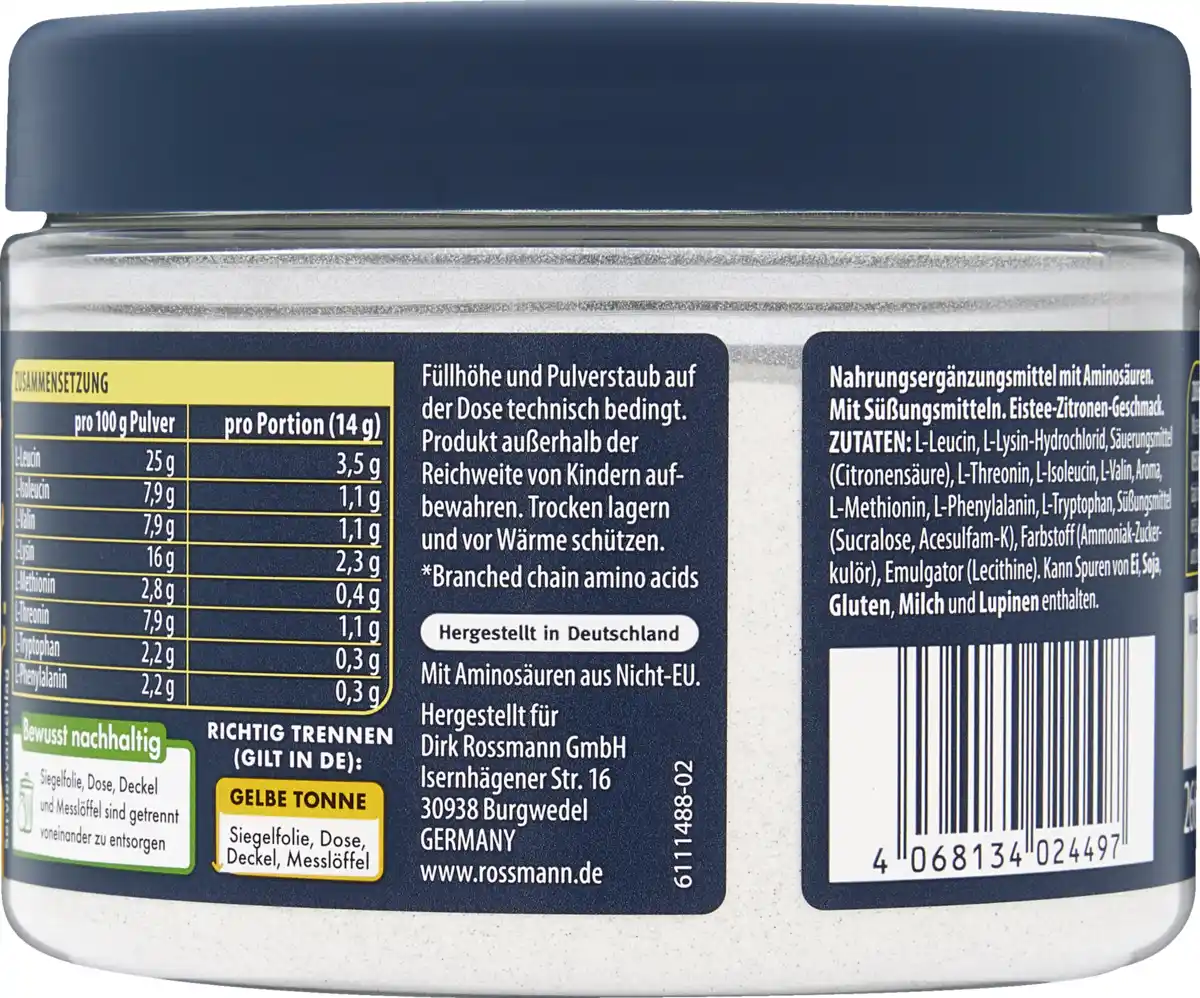 ZUSAMMENSETZUNG
pro 100 g Pulver pro Portion (14 g)
L-Leucin 25 g 3,5 g
L-Isoleucin 7,9 g 1,1 g
L-Valin 7,9 g 1,1 g
L-Lysin 16 g 2,3 g
L-Methionin 2,8 g 0,4 g
L-Threonin 7,9 g 1,1 g
L-Tryptophan 2,2 g 0,3 g
L-Phenylalanin 2,2 g 0,3 g
Bewusst nachhaltig
Siegelfolie, Dose, Deckel
und Messlöffel sind getrennt
voneinander zu entsorgen
RICHTIG TRENNEN
(GILT IN DE):
GELBE TONNE
Siegelfolie, Dose,
Deckel, Messlöffel
Serviervorschlag
Füllhöhe und Pulverstaub auf
der Dose technisch bedingt.
Produkt außerhalb der
Reichweite von Kindern auf-
bewahren. Trocken lagern
und vor Wärme schützen.
*Branched chain amino acids
Hergestellt in Deutschland
Mit Aminosäuren aus Nicht-EU.
Hergestellt für
Dirk Rossmann GmbH
Isernhägener Str. 16
30938 Burgwedel
GERMANY
www.rossmann.de
6111488-02
Nahrungsergänzungsmittel mit Aminosäuren.
Mit Süßungsmitteln. Eistee-Zitronen-Geschmack.
ZUTATEN: L-Leucin, L-Lysin-Hydrochlorid, Säuerungsmittel
(Citronensäure), L-Threonin, L-Isoleucin, L-Valin, Aroma,
L-Methionin, L-Phenylalanin, L-Tryptophan, Süßungsmittel
(Sucralose, Acesulfam-K), Farbstoff (Ammoniak-Zucker-
kulör), Emulgator (Lecithine). Kann Spuren von Ei, Soja,
Gluten, Milch und Lupinen enthalten.
4 068134 024497